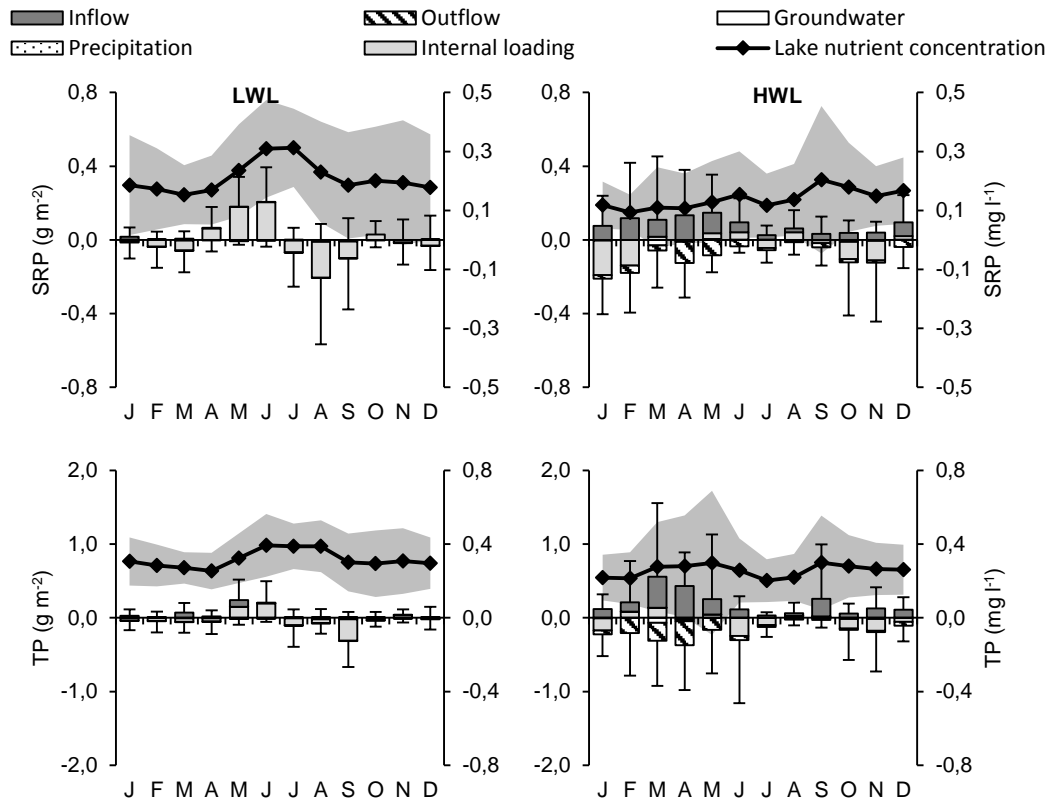 Inflow Outflow Groundwater
Precipitation Internal loading Lake nutrient concentration
LWL HWL
0,8 0,5 0,8 0,5
0,4 0,3 0,4 0,3
0,1 0,1
0,0 0,0
-0,1 -0,1
-0,4 -0,3 -0,4 -0,3
-0,8 -0,5 -0,8 -0,5
SRP (g m-2)
SRP (mg l-1)
J F M A M J J A S O N D J F M A M J J A S O N D
2,0 0,8 2,0 0,8
1,0 0,4 1,0 0,4
0,0 0,0 0,0 0,0
-1,0 -0,4 -1,0 -0,4
-2,0 -0,8 -2,0 -0,8
TP (g m-2)
TP (mg l-1)
J F M A M J J A S O N D J F M A M J J A S O N D